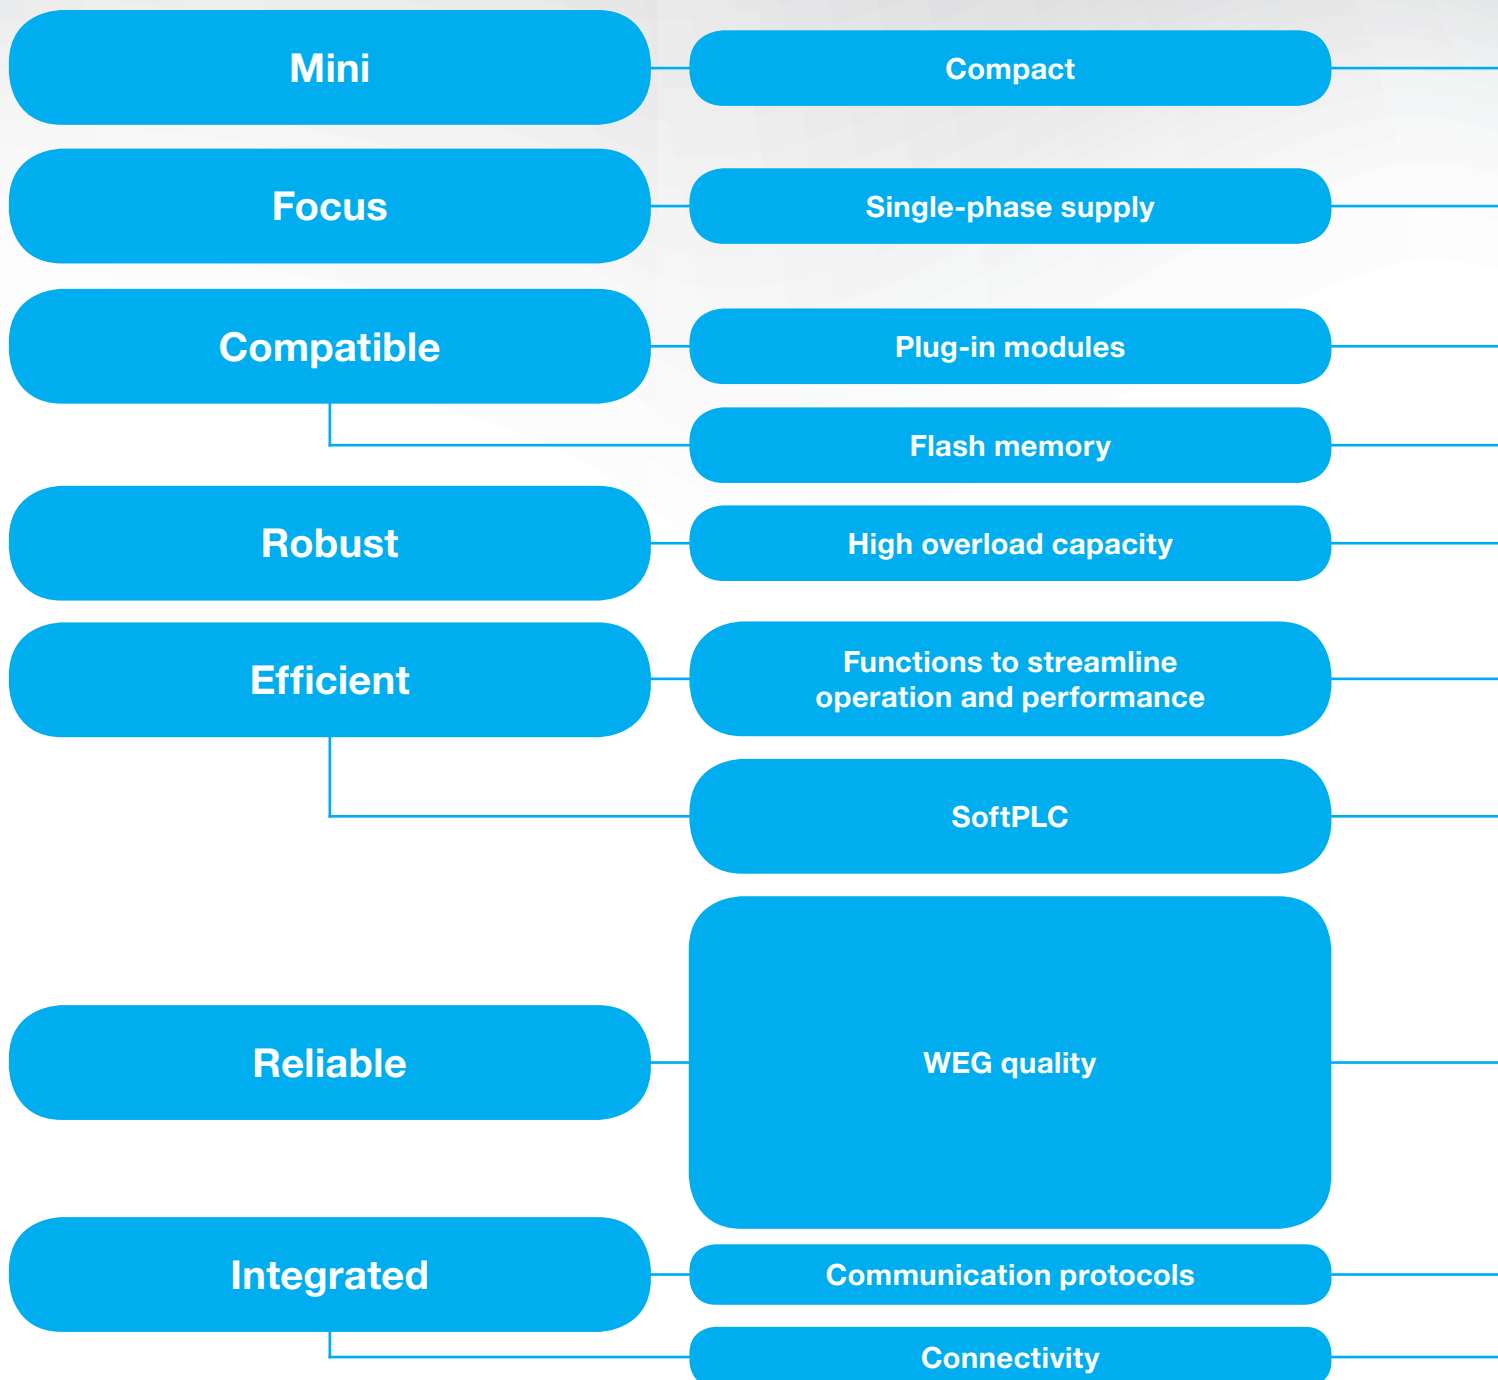 Mini
Compact
Focus
Single-phase supply
Compatible
Plug-in modules
Flash memory
Robust
High overload capacity
Efficient
Functions to streamline
operation and performance
SoftPLC
Reliable
WEG quality
Integrated
Communication protocols
Connectivity